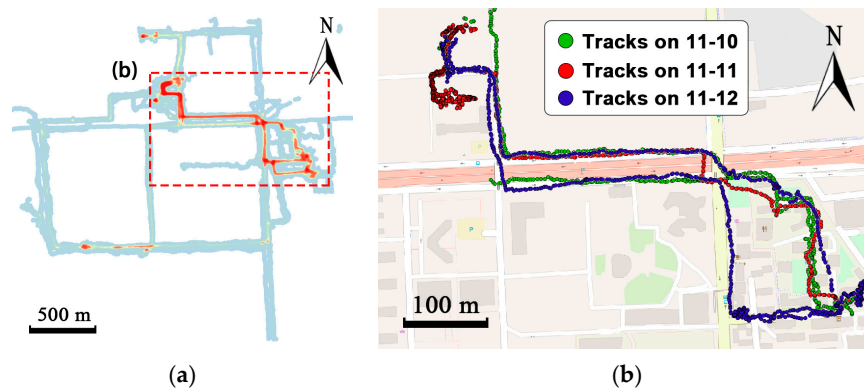 N
(b)
500 m
(a)
Tracks on 11-10
Tracks on 11-11
Tracks on 11-12
N
P
100 m
(b)